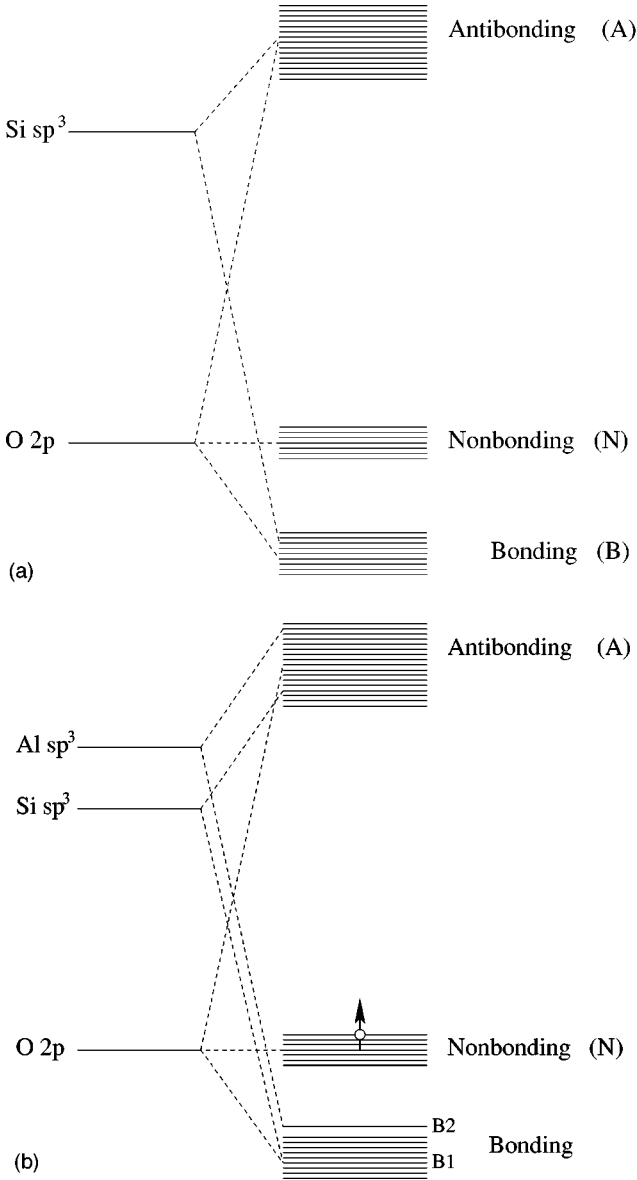 Antibonding (A)
Si sp3
O 2p
Nonbonding (N)
Bonding (B)
(a)
Antibonding (A)
Al sp3
Si sp3
O 2p
Nonbonding (N)
B2
Bonding
B1
(b)